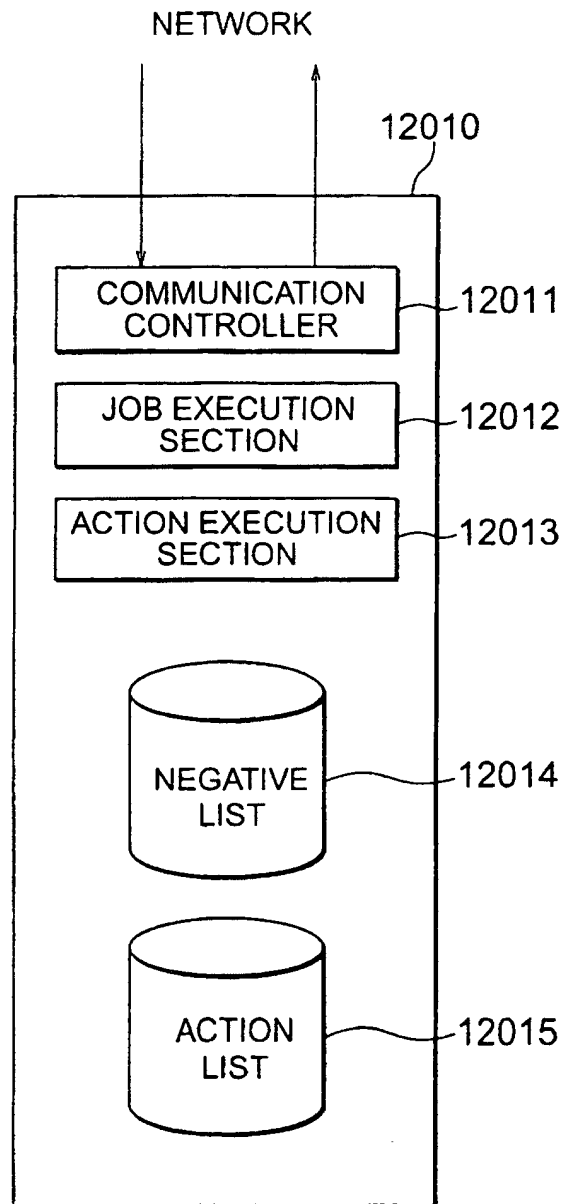 NETWORK
12010
COMMUNICATION
CONTROLLER
12011
JOB EXECUTION
SECTION
12012
ACTION EXECUTION
SECTION
12013
NEGATIVE
LIST
12014
ACTION
LIST
12015